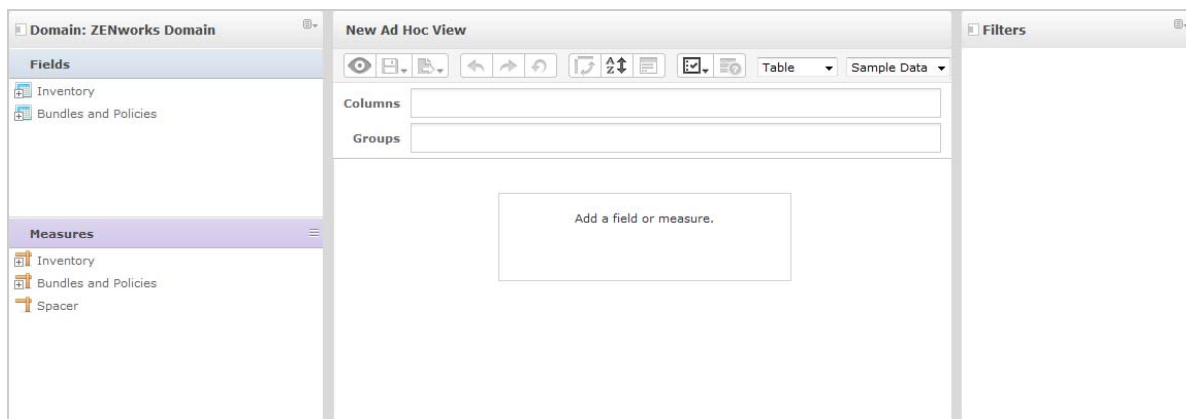 Domain: ZENworks Domain
Fields
Inventory
Bundles and Policies
Measures
Inventory
Bundles and Policies
Spacer
New Ad Hoc View
A
Z
Table
Sample Data
Columns
Groups
Add a field or measure.
Filters